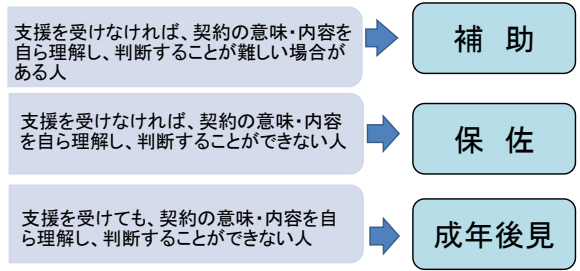 支援を受けなければ、契約の意味・内容を
自ら理解し、判断することが難しい場合が
ある人
補 助
支援を受けなければ、契約の意味・内容
を自ら理解し、判断することができない人
保 佐
支援を受けても、契約の意味・内容を自
ら理解し、判断することができない人
成年後見